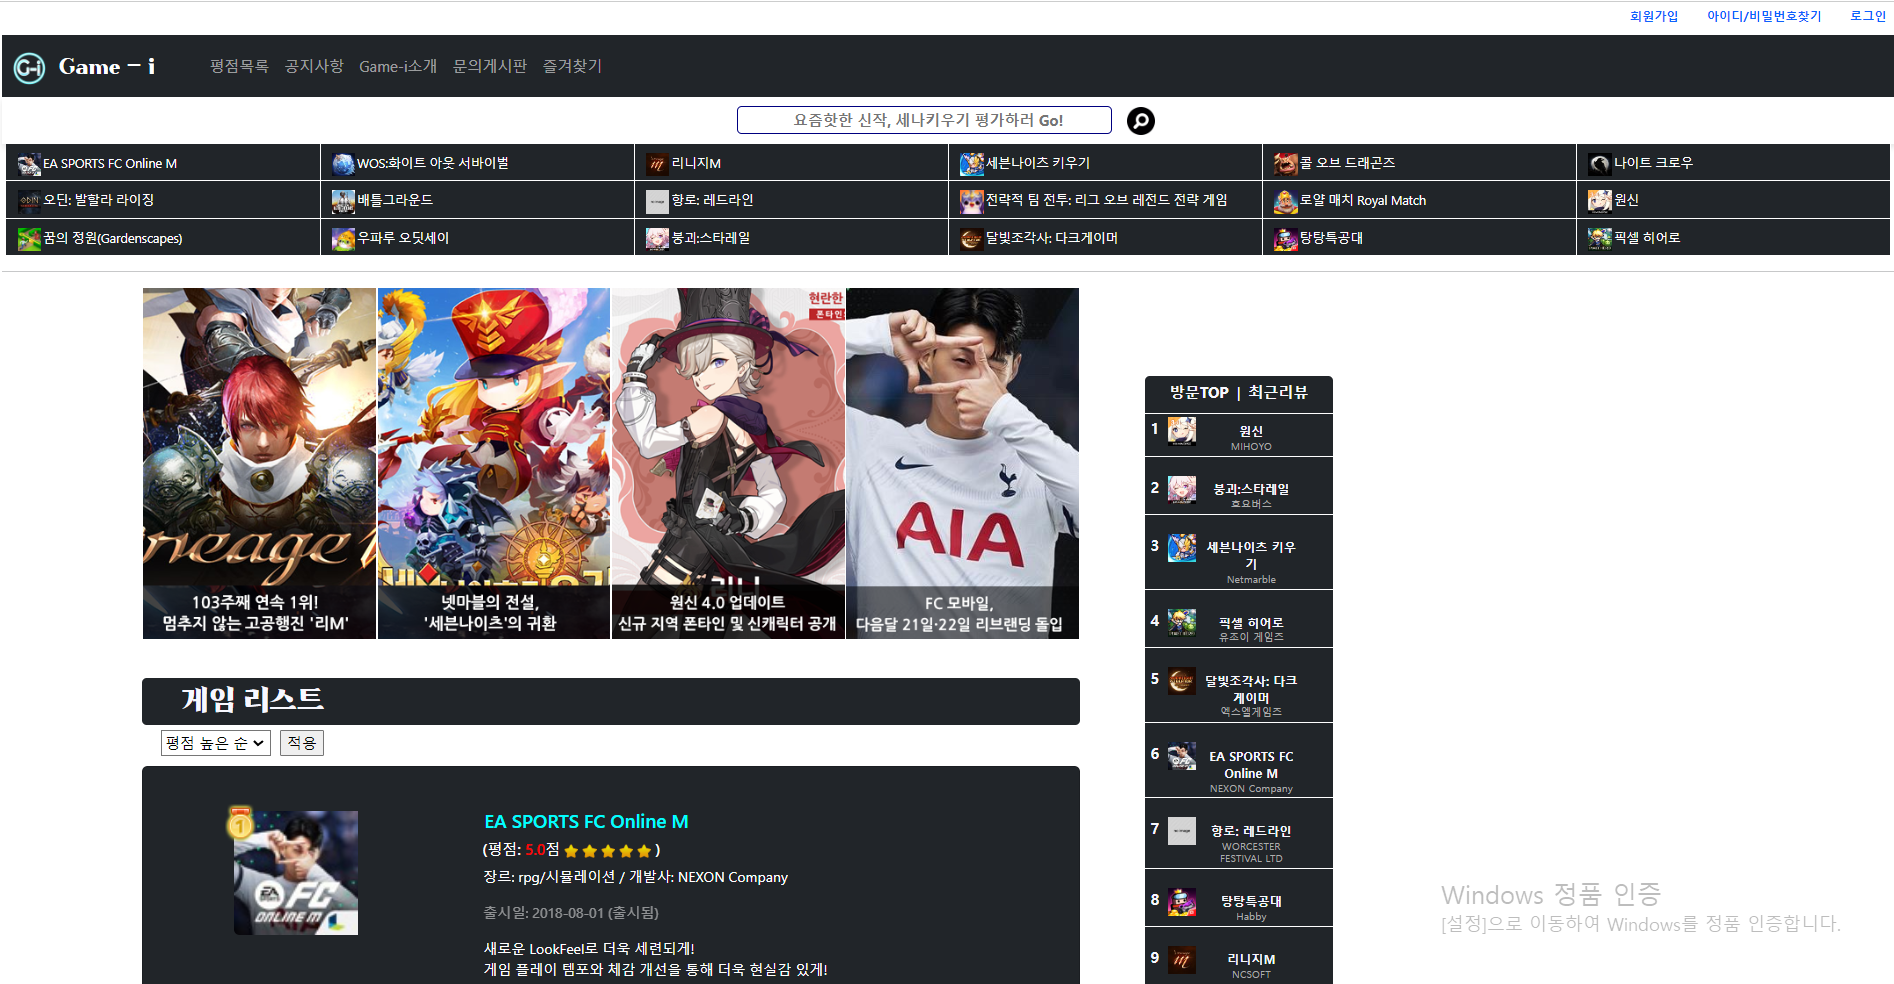 회원가입 아이디/비밀번호찾기 로그인
G-i Game - i 평점목록 공지사항 Game-i소개 문의게시판 즐겨찾기
요즘핫한 신작, 세나키우기 평가하러 Go!
EA SPORTS FC Online M WOS:화이트 아웃 서바이벌 리니지M 세븐나이츠 키우기 콜 오브 드래곤즈 나이트 크로우
오딘: 발할라 라이징 배틀그라운드 항로: 레드라인 전략적 팀 전투: 리그 오브 레전드 전략 게임 로얄 매치 Royal Match 원신
꿈의 정원(Gardenscapes) 우파루 오딧세이 붕괴:스타레일 달빛조각사: 다크게이머 탕탕특공대 픽셀 히어로
현란한
폰타인
AIA
103주째 연속 1위!
멈추지 않는 고공행진 '리M'
넷마블의 전설,
'세븐나이츠'의 귀환
원신 4.0 업데이트
신규 지역 폰타인 및 신캐릭터 공개
FC 모바일,
다음달 21일·22일 리브랜딩 돌입
게임 리스트
평점 높은 순 적용
1
EA SPORTS
FC
ONLINE M
EA SPORTS FC Online M
(평점: 5.0점 ★★★★★)
장르: rpg/시뮬레이션 / 개발사: NEXON Company
출시일: 2018-08-01 (출시됨)
새로운 LookFeel로 더욱 세련되게!
게임 플레이 템포와 체감 개선을 통해 더욱 현실감 있게!
방문TOP | 최근리뷰
1 원신
MIHOYO
2 붕괴:스타레일
호요버스
3 세븐나이츠 키우
기
Netmarble
4 픽셀 히어로
유조이 게임즈
5 달빛조각사: 다크
게이머
엑스엘게임즈
6 EA SPORTS FC
Online M
NEXON Company
7 항로: 레드라인
WORCESTER
FESTIVAL LTD
8 탕탕특공대
Habby
9 리니지M
NCSOFT
Windows 정품 인증
[설정]으로 이동하여 Windows를 정품 인증합니다.